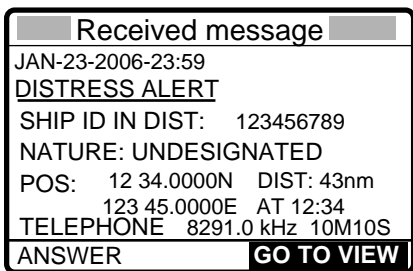 Received message
JAN-23-2006-23:59
DISTRESS ALERT
SHIP ID IN DIST: 123456789
NATURE: UNDESIGNATED
POS: 12 34.0000N DIST: 43nm
123 45.0000E AT 12:34
TELEPHONE 8291.0 kHz 10M10S
ANSWER GO TO VIEW